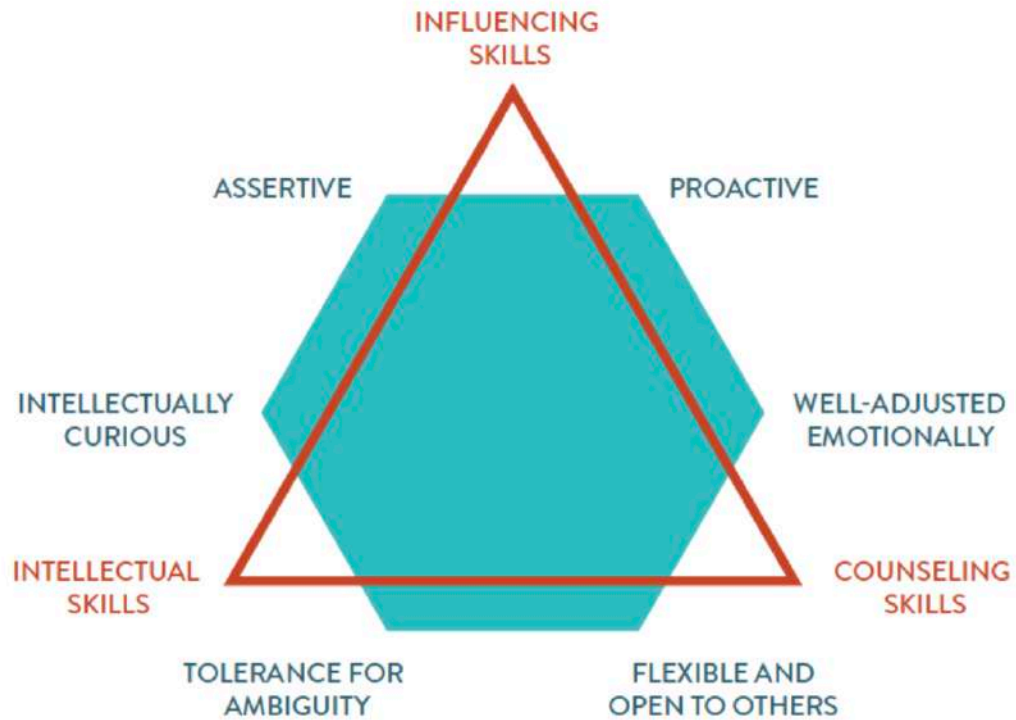 INFLUENCING
SKILLS
ASSERTIVE
PROACTIVE
INTELLECTUALLY
CURIOUS
WELL-ADJUSTED
EMOTIONALLY
INTELLECTUAL
SKILLS
COUNSELING
SKILLS
TOLERANCE FOR
AMBIGUITY
FLEXIBLE AND
OPEN TO OTHERS